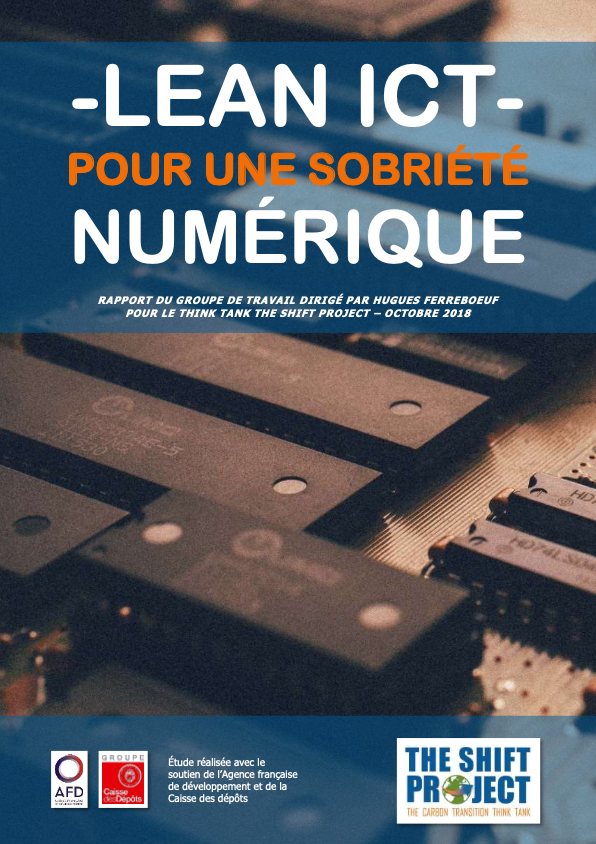 -LEAN ICT-
POUR UNE SOBRIÉTÉ
NUMÉRIQUE
RAPPORT DU GROUPE DE TRAVAIL DIRIGÉ PAR HUGUES FERREBOEUF
POUR LE THINK TANK THE SHIFT PROJECT – OCTOBRE 2018
HD74LS
AFD
GROUPE
Caisse
des Dépôts
Étude réalisée avec le
soutien de l'Agence française
de développement et de la
Caisse des dépôts
THE SHIFT
PROJECT
THE CARBON TRANSITION THINK TANK